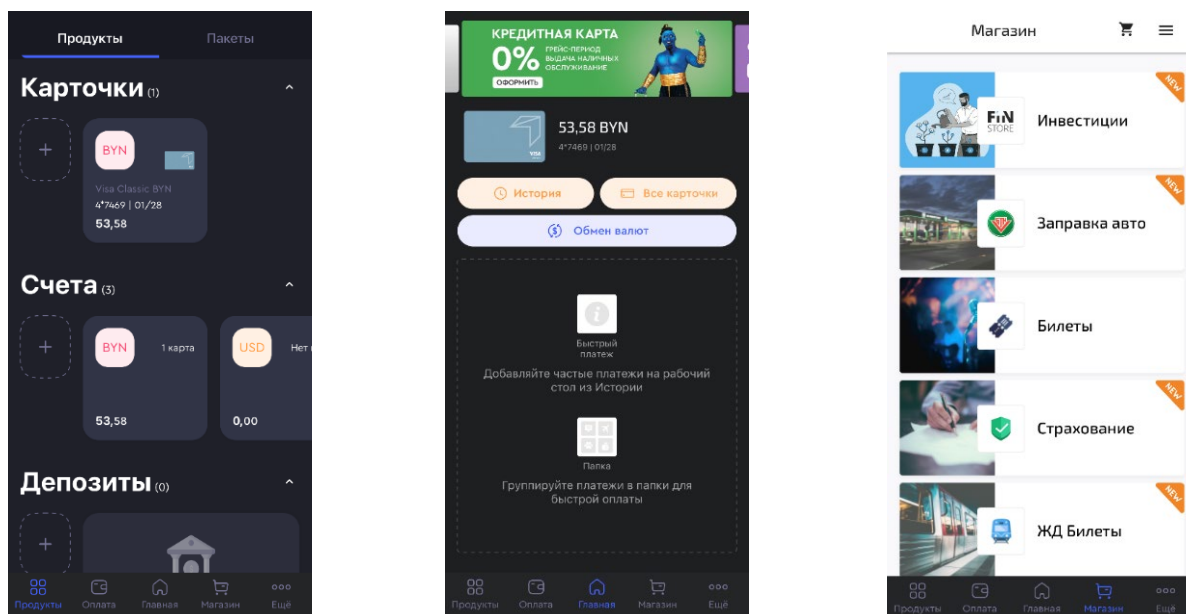 Продукты
Пакеты
Карточки (1)
+
BYN
VISA
Visa Classic BYN
4*7469 | 01/28
53,58
Счета (3)
+
BYN
1 карта
USD
Нет
53,58
0,00
Депозиты (0)
+
Продукты
Оплата
Главная
Магазин
Ещё
КРЕДИТНАЯ КАРТА
0%
ГРЕЙС-ПЕРИОД
ВЫДАЧА НАЛИЧНЫХ
ОБСЛУЖИВАНИЕ
ОФОРМИТЬ
VISA
53,58 BYN
4*7469 | 01/28
История
Все карточки
Обмен валют
Быстрый
платеж
Добавляйте частые платежи на рабочий
стол из Истории
Папка
Группируйте платежи в папки для
быстрой оплаты
Продукты
Оплата
Главная
Магазин
Ещё
Магазин
FIN
STORE
Инвестиции
NEW
Заправка авто
NEW
Билеты
Страхование
NEW
ЖД Билеты
NEW
Продукты
Оплата
Главная
Магазин
Ещё